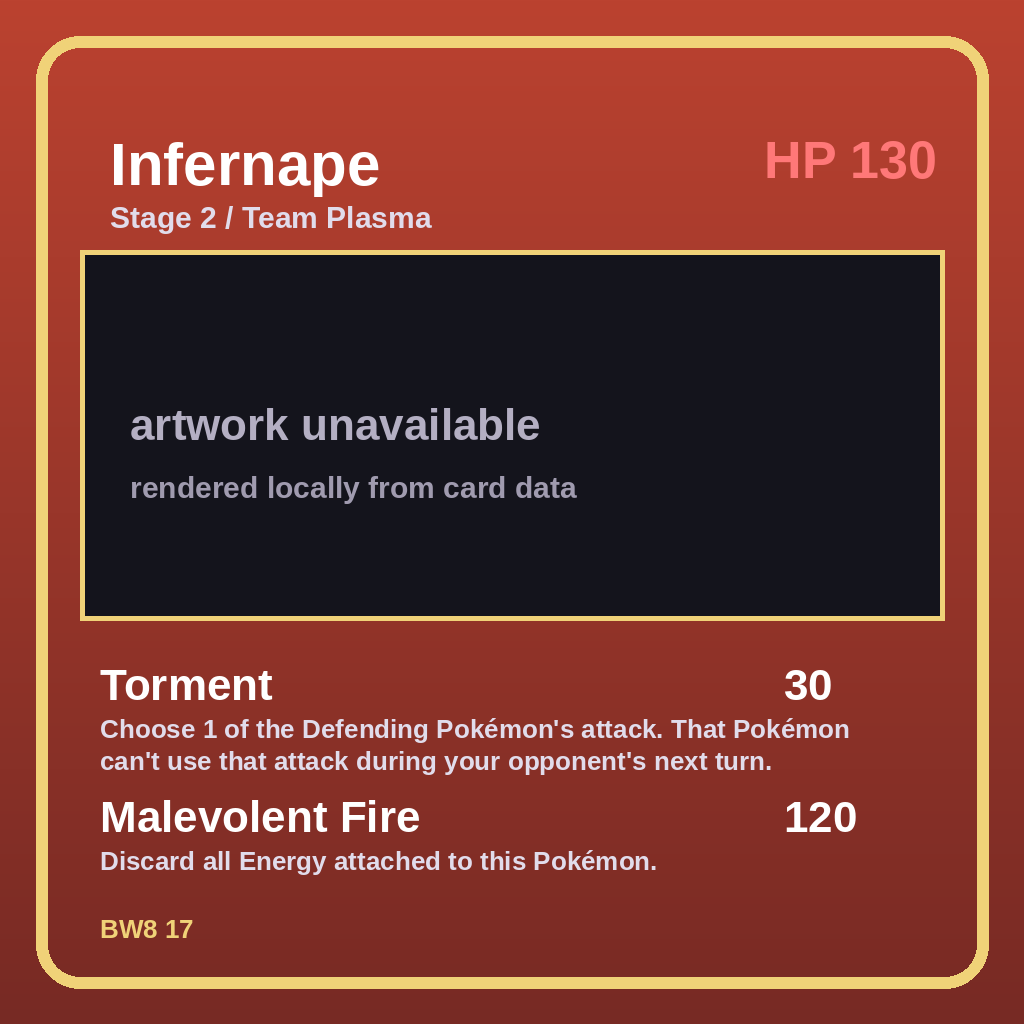 Infernape
HP 130
Stage 2 / Team Plasma
artwork unavailable
rendered locally from card data
Torment
30
Choose 1 of the Defending Pokémon's attack. That Pokémon
can't use that attack during your opponent's next turn.
Malevolent Fire
120
Discard all Energy attached to this Pokémon.
BW8 17